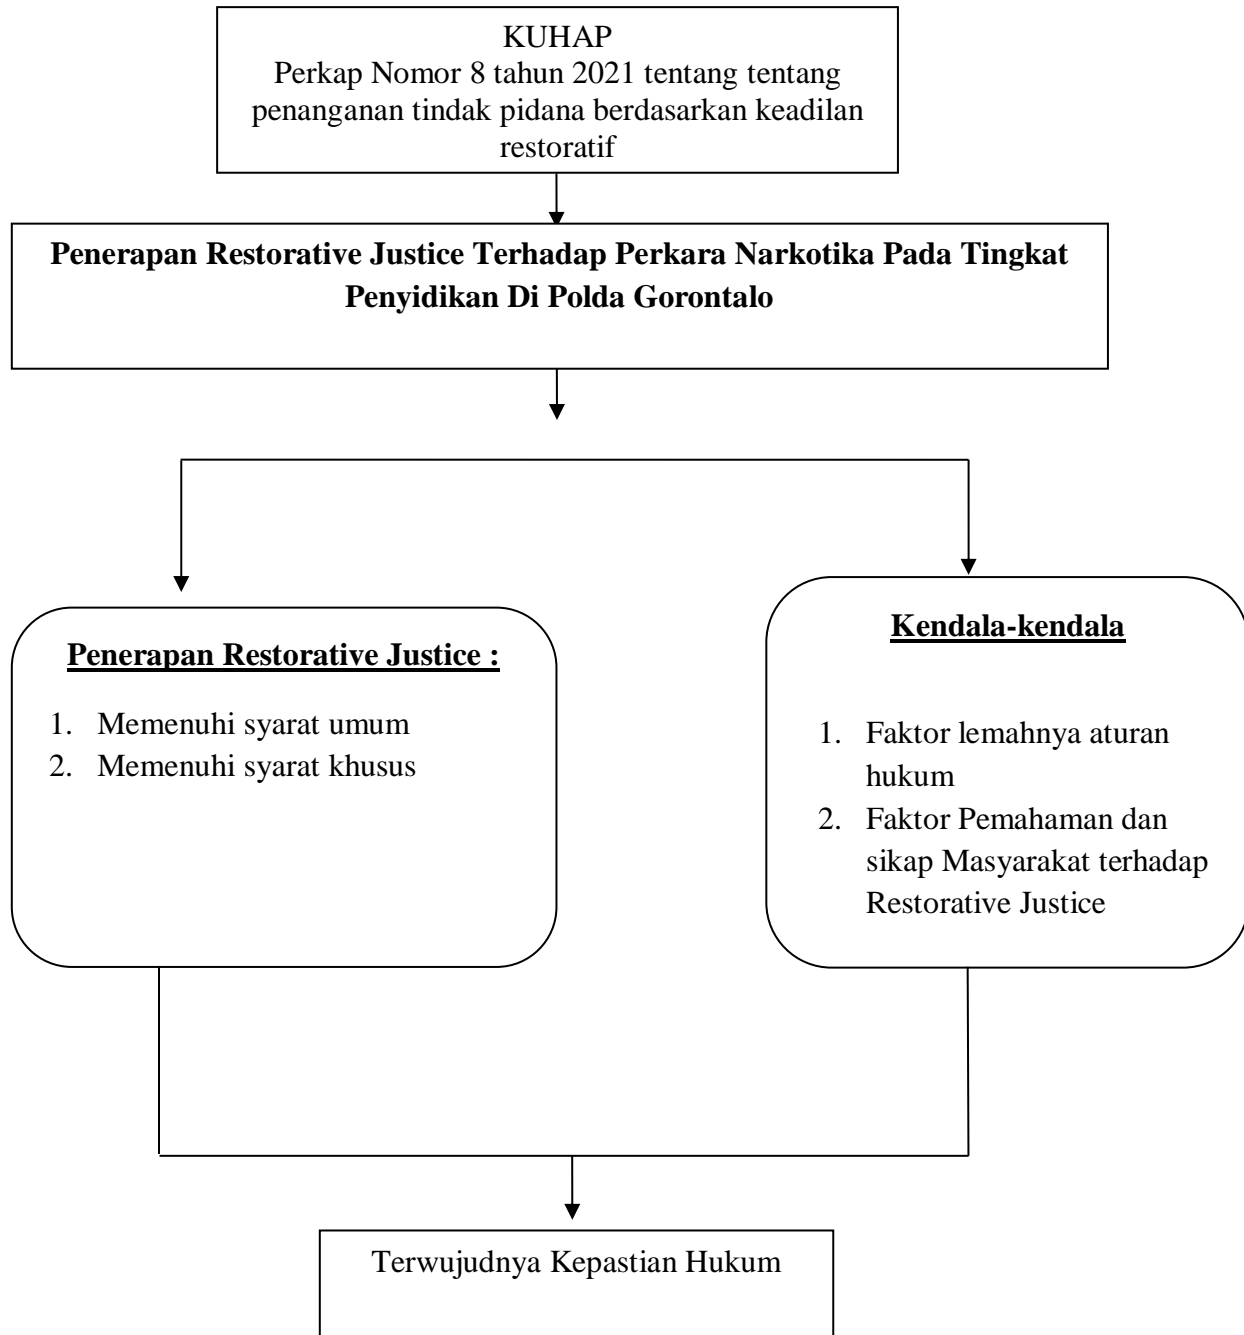 KUHAP
Perkap Nomor 8 tahun 2021 tentang tentang
penanganan tindak pidana berdasarkan keadilan
restoratif
Penerapan Restorative Justice Terhadap Perkara Narkotika Pada Tingkat
Penyidikan Di Polda Gorontalo
Penerapan Restorative Justice :
1. Memenuhi syarat umum
2. Memenuhi syarat khusus
Kendala-kendala
1. Faktor lemahnya aturan
hukum
2. Faktor Pemahaman dan
sikap Masyarakat terhadap
Restorative Justice
Terwujudnya Kepastian Hukum